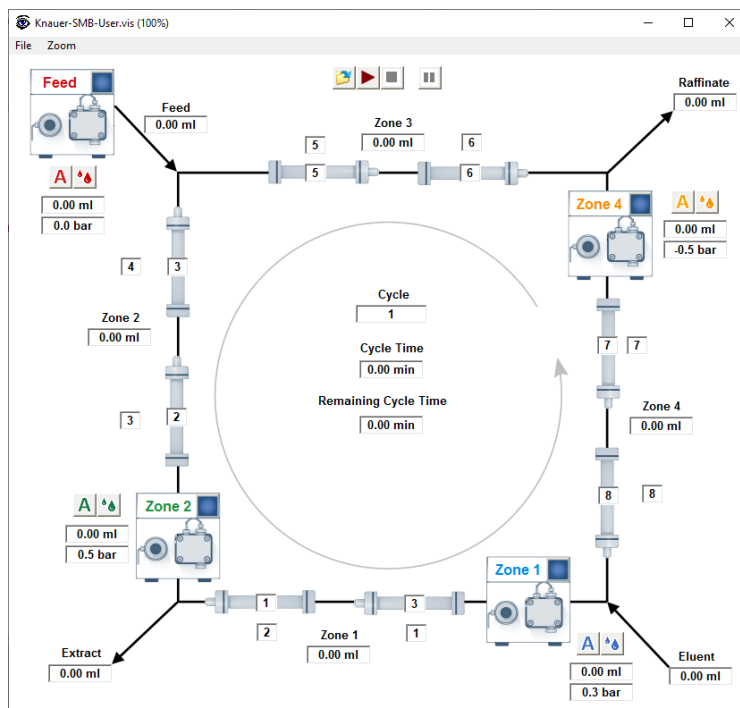 Knauer-SMB-User.vis (100%)
File Zoom
Feed
Feed
0.00 ml
A
0.00 ml
0.0 bar
5
Zone 3
0.00 ml
6
5
6
Raffinate
0.00 ml
Zone 4
A
0.00 ml
-0.5 bar
4
3
Zone 2
0.00 ml
3
2
Cycle
1
Cycle Time
0.00 min
Remaining Cycle Time
0.00 min
7
7
Zone 4
0.00 ml
8
8
A
0.00 ml
0.5 bar
Zone 2
1
3
2
Zone 1
0.00 ml
1
Zone 1
A
0.00 ml
0.3 bar
Extract
0.00 ml
Eluent
0.00 ml